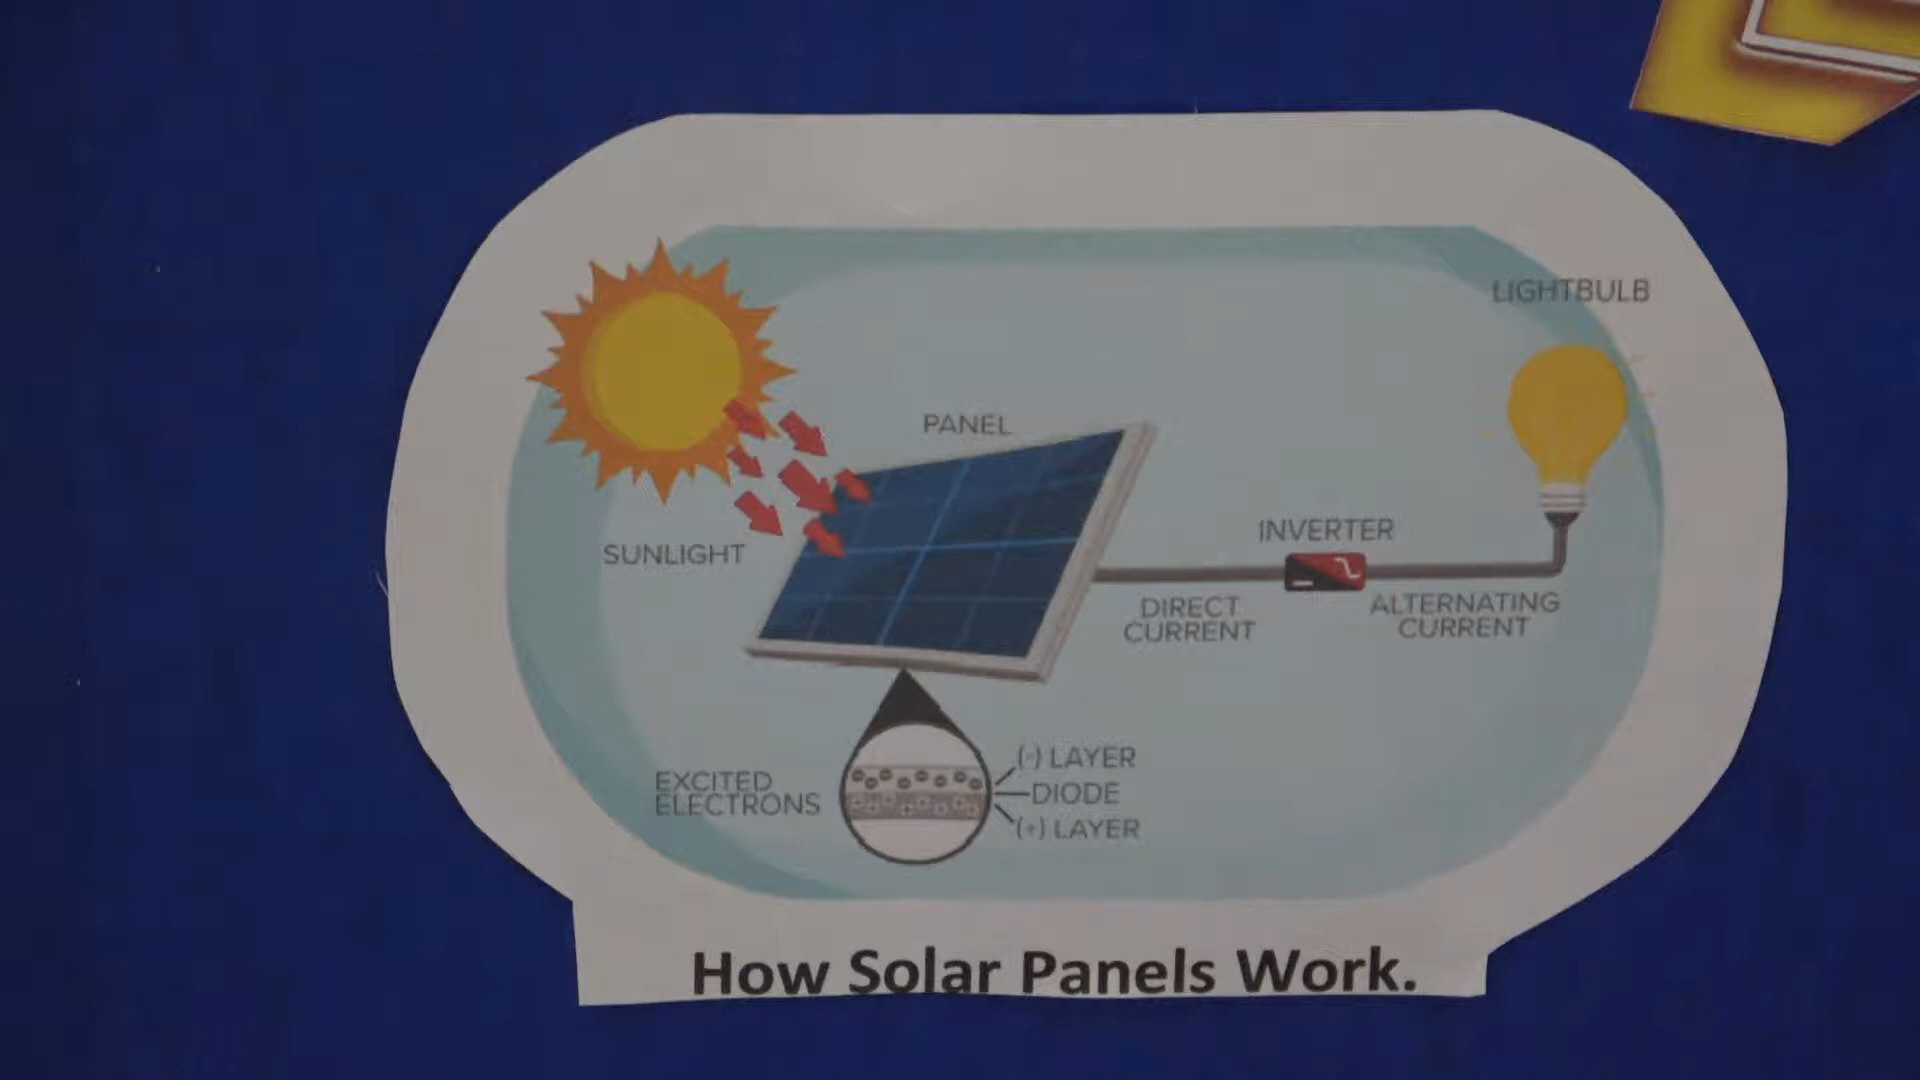 LIGHTBULB
PANEL
SUNLIGHT
INVERTER
DIRECT
CURRENT
ALTERNATING
CURRENT
EXCITED
ELECTRONS
(-) LAYER
DIODE
(+) LAYER
How Solar Panels Work.